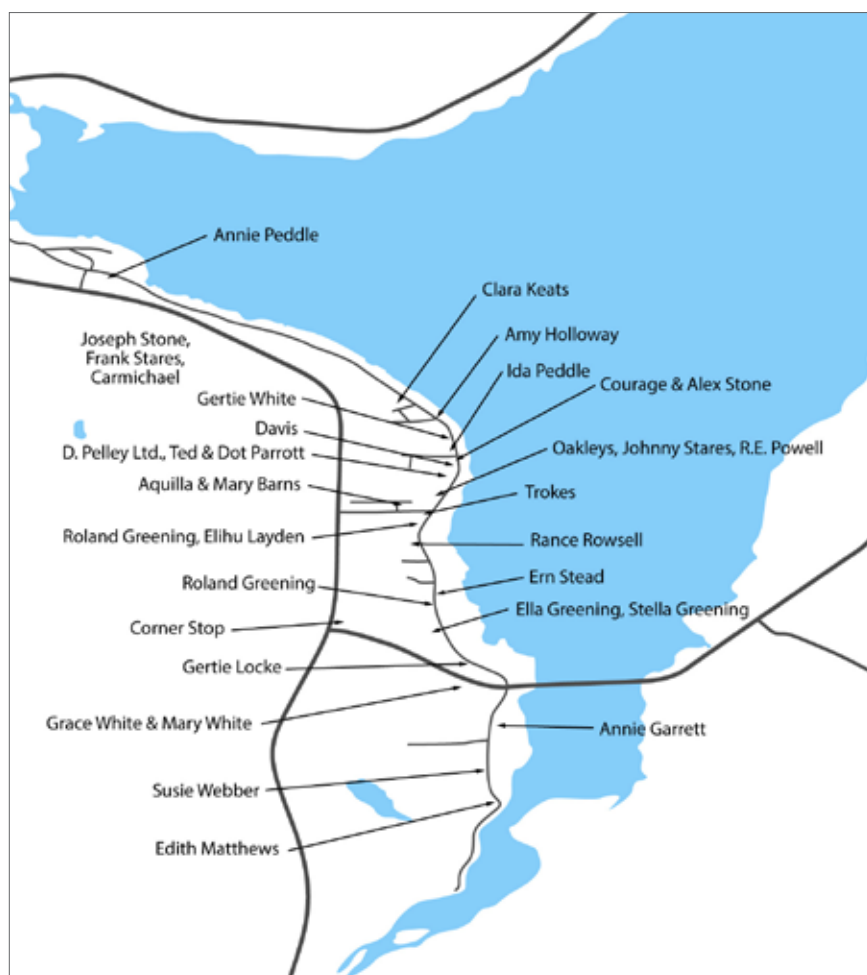 Annie Peddle
Clara Keats
Joseph Stone,
Frank Stares,
Carmichael
Amy Holloway
Ida Peddle
Courage & Alex Stone
Gertie White
Davis
D. Pelley Ltd., Ted & Dot Parrott
Oakleys, Johnny Stares, R.E. Powell
Aquilla & Mary Barns
Trokes
Roland Greening, Elihu Layden
Rance Rowsell
Ern Stead
Roland Greening
Ella Greening, Stella Greening
Corner Stop
Gertie Locke
Grace White & Mary White
Annie Garrett
Susie Webber
Edith Matthews